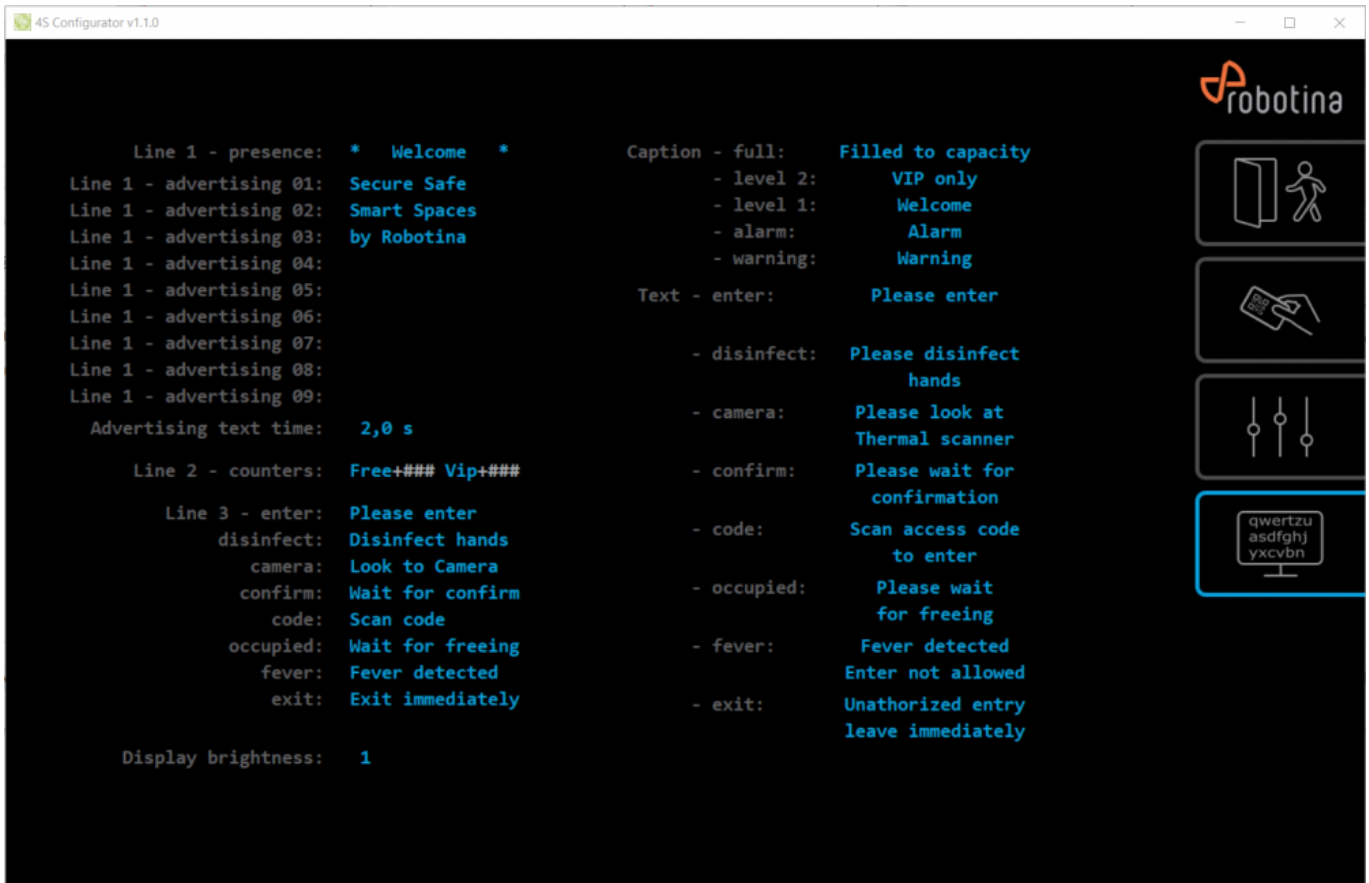 4S Configurator v1.1.0
robotina
Line 1 - presence: * Welcome *
Line 1 - advertising 01: Secure Safe
Line 1 - advertising 02: Smart Spaces
Line 1 - advertising 03: by Robotina
Line 1 - advertising 04:
Line 1 - advertising 05:
Line 1 - advertising 06:
Line 1 - advertising 07:
Line 1 - advertising 08:
Line 1 - advertising 09:
Advertising text time: 2,0 s
Line 2 - counters: Free+### Vip+###
Line 3 - enter: Please enter
disinfect: Disinfect hands
camera: Look to Camera
confirm: Wait for confirm
code: Scan code
occupied: Wait for freeing
fever: Fever detected
exit: Exit immediately
Display brightness: 1
Caption - full: Filled to capacity
- level 2: VIP only
- level 1: Welcome
- alarm: Alarm
- warning: Warning
Text - enter: Please enter
- disinfect: Please disinfect
hands
- camera: Please look at
Thermal scanner
- confirm: Please wait for
confirmation
- code: Scan access code
to enter
- occupied: Please wait
for freeing
- fever: Fever detected
Enter not allowed
- exit: Unathorized entry
leave immediately
qwertzu
asdfghj
yxcvbn